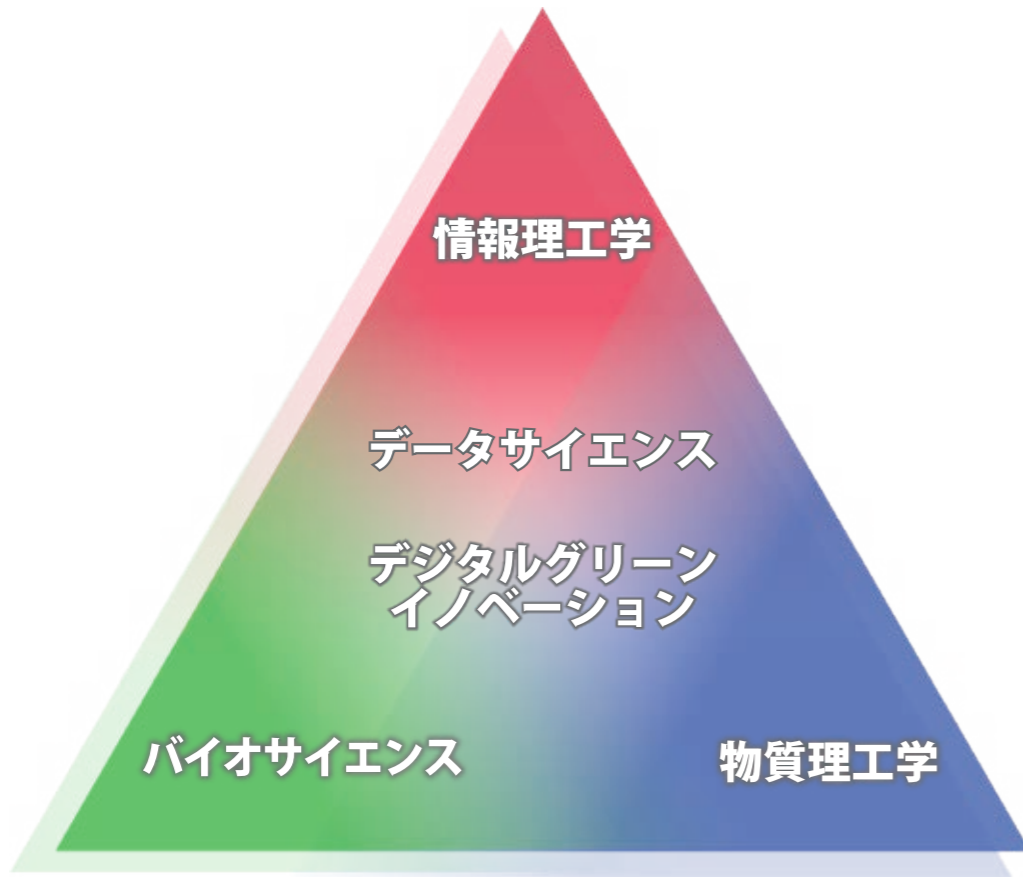 情報理工学
データサイエンス
デジタルグリーン
イノベーション
バイオサイエンス
物質理工学